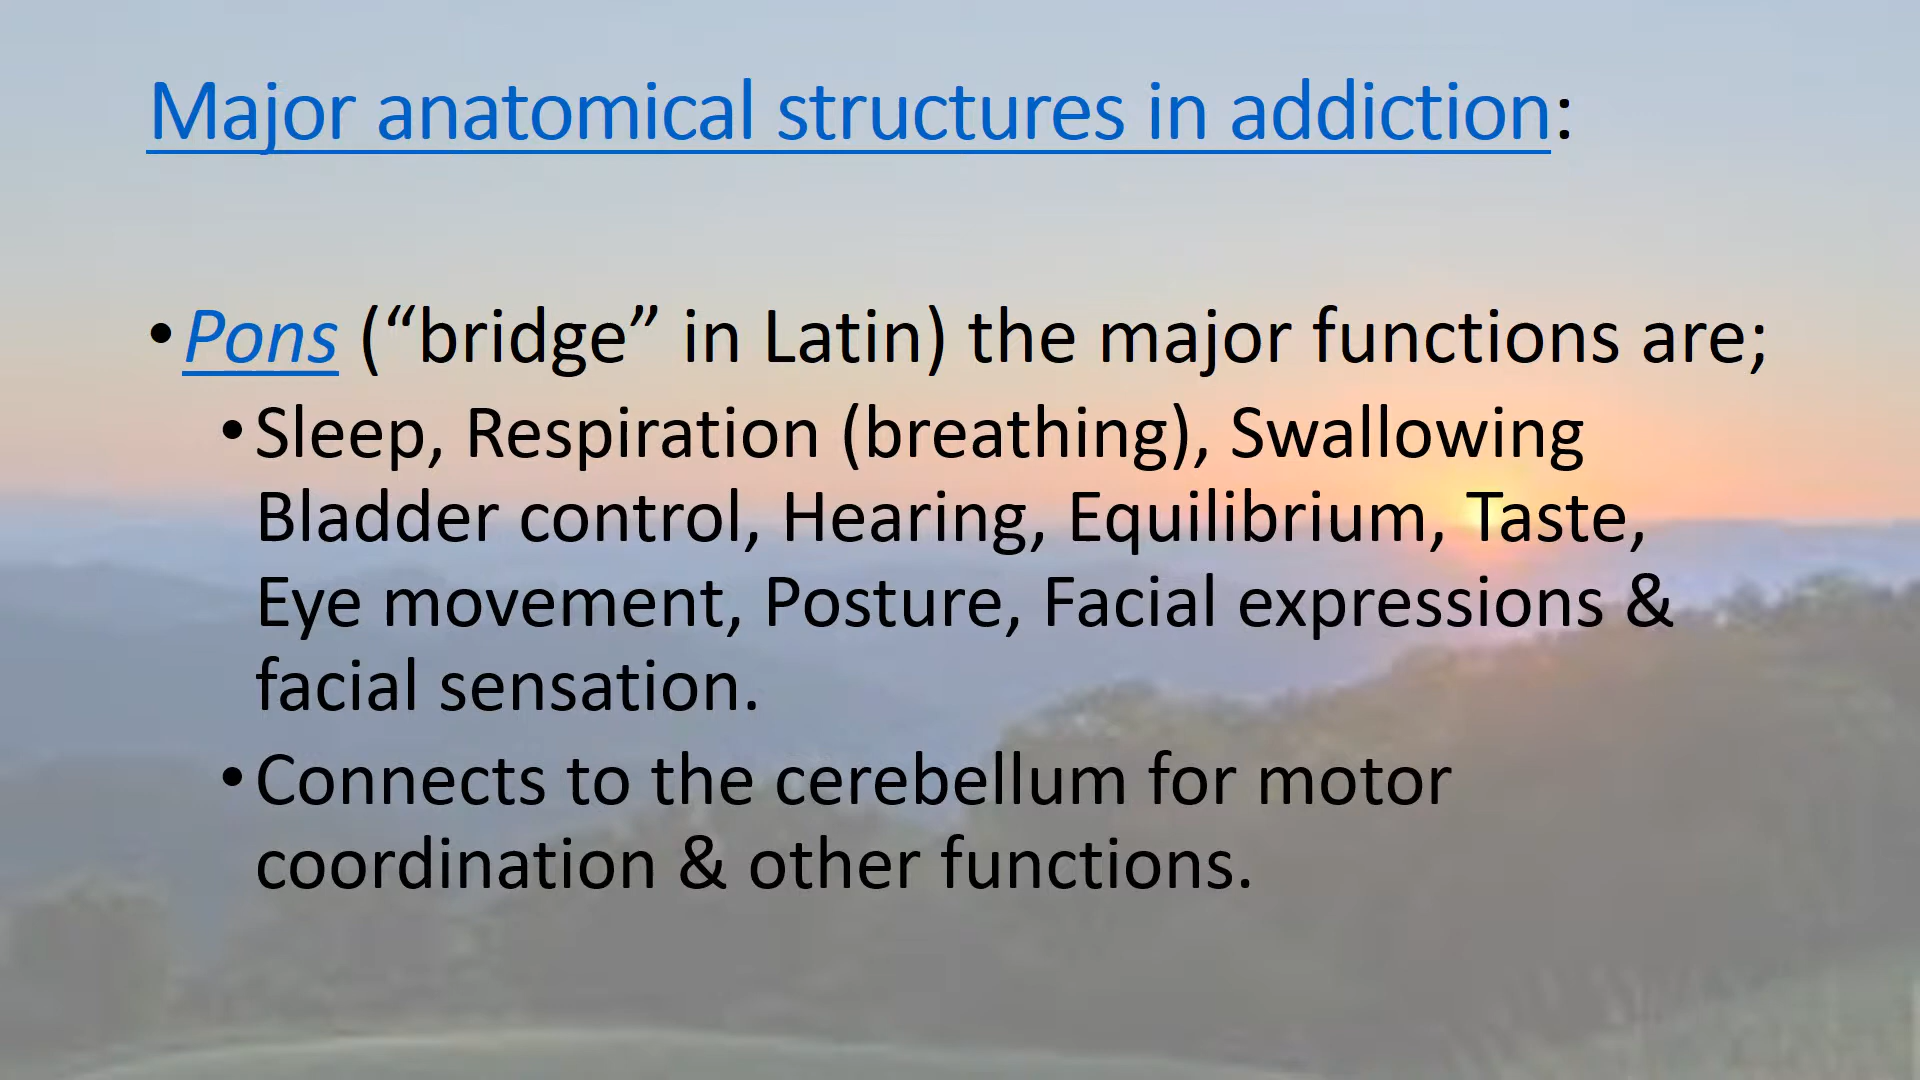 Major anatomical structures in addiction:
•Pons (“bridge” in Latin) the major functions are;
•Sleep, Respiration (breathing), Swallowing
Bladder control, Hearing, Equilibrium, Taste,
Eye movement, Posture, Facial expressions &
facial sensation.
•Connects to the cerebellum for motor
coordination & other functions.